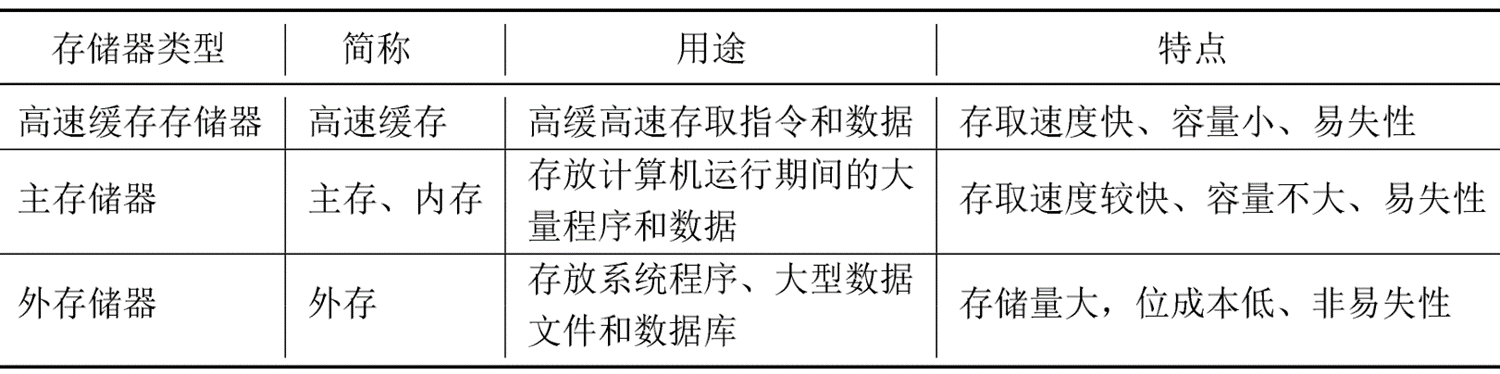 存储器类型 简称 用途 特点
高速缓存存储器 高速缓存 高缓高速存取指令和数据 存取速度快、容量小、易失性
主存储器 主存、内存 存放计算机运行期间的大
量程序和数据 存取速度较快、容量不大、易失性
外存储器 外存 存放系统程序、大型数据
文件和数据库 存储量大，位成本低、非易失性